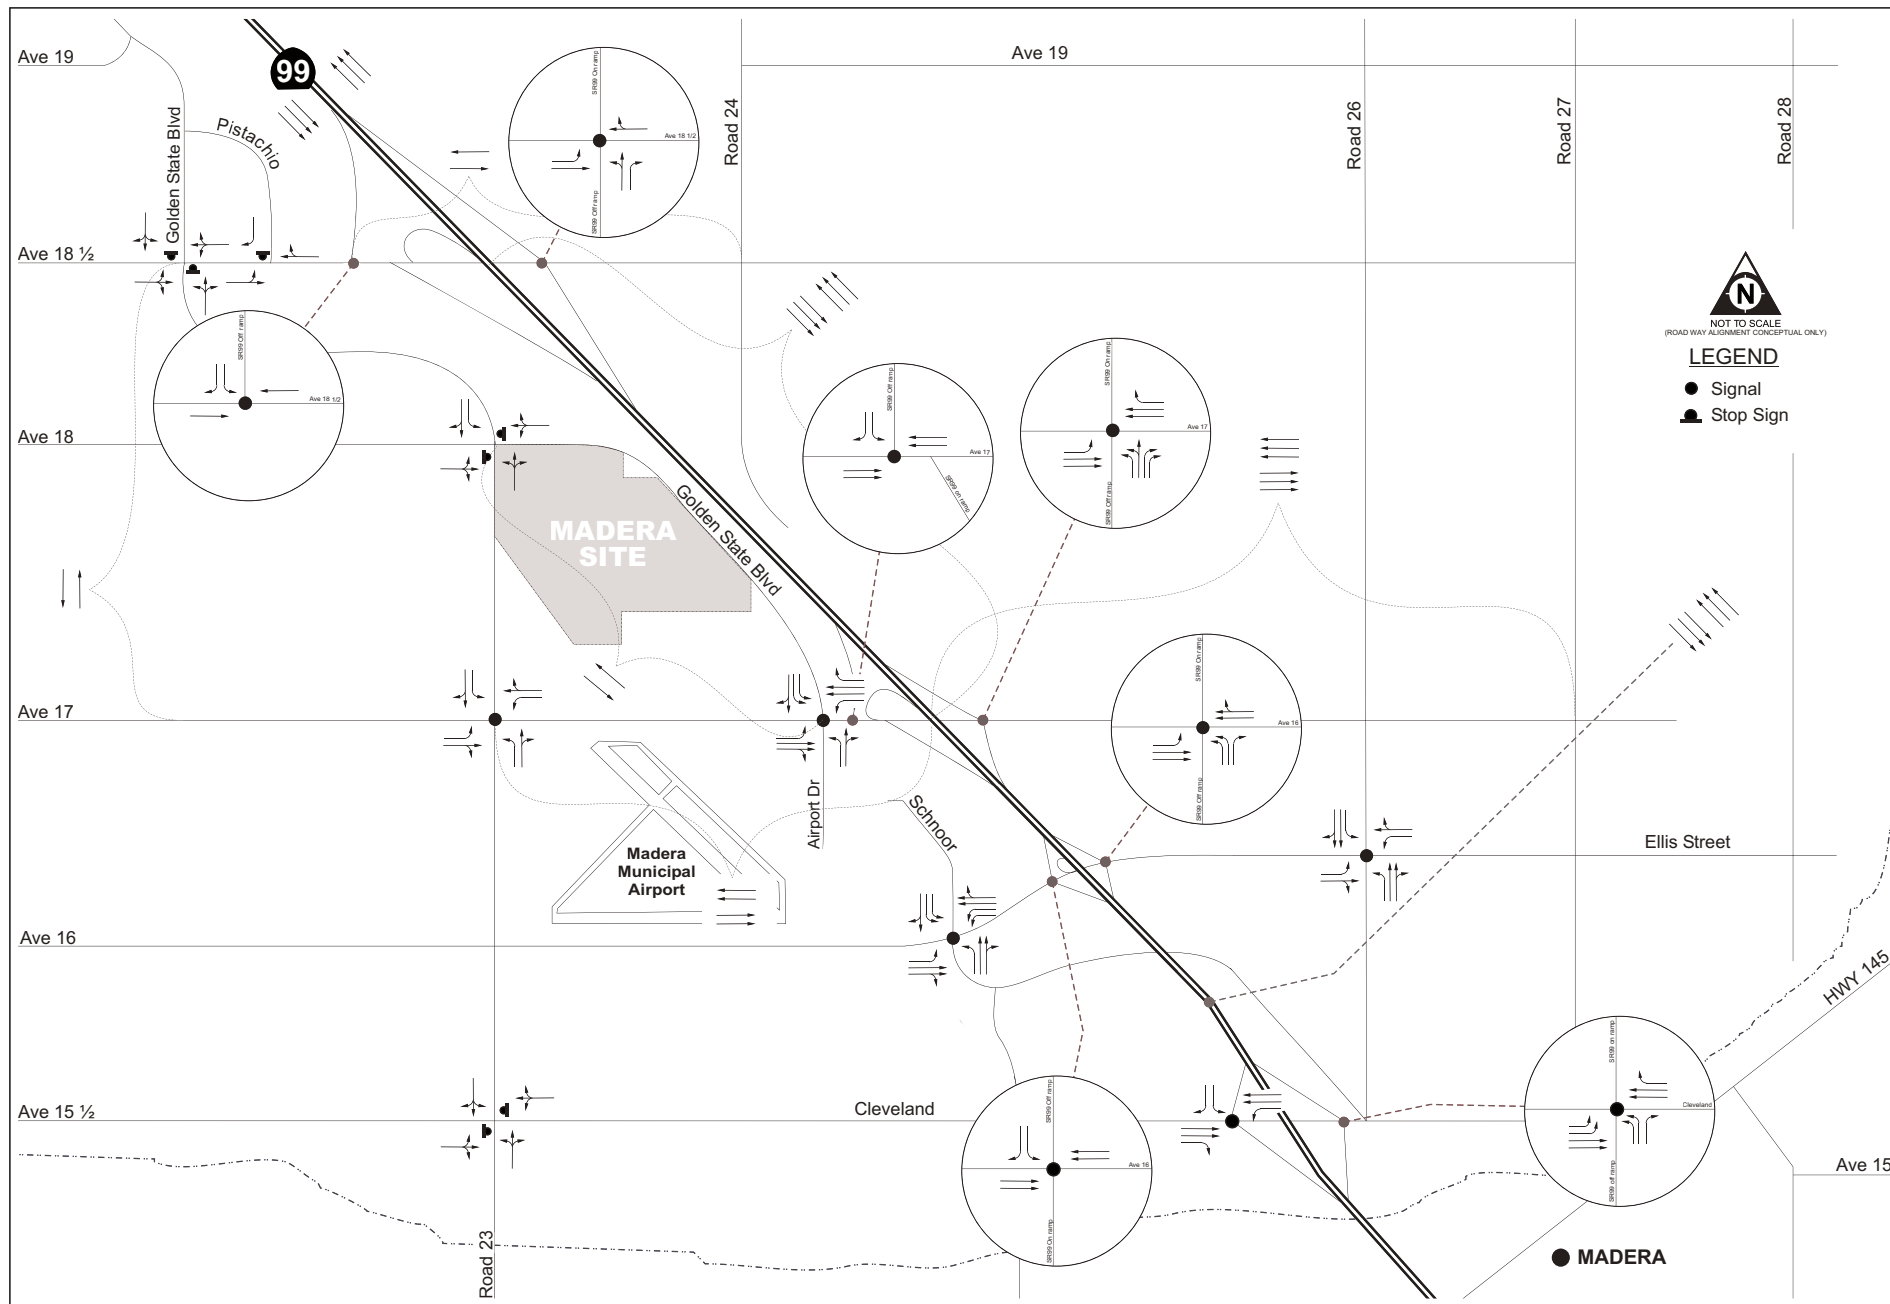 Ave 19
99
Ave 19
Road 24
Road 26
Road 27
Road 28
Golden State Blvd
Pistachio
SR99 On ramp
Ave 18 1/2
SR99 Off ramp
Ave 18 ½
N
NOT TO SCALE
(ROAD WAY ALIGNMENT CONCEPTUAL ONLY)
LEGEND
Signal
Stop Sign
SR99 Off ramp
Ave 18 1/2
Ave 18
SR99 Off ramp
Ave 17
SR99 on ramp
SR99 On ramp
Ave 17
SR99 Off ramp
MADERA
SITE
Golden State Blvd
Ave 17
SR99 On ramp
Ave 16
SR99 Off ramp
Airport Dr
Schnoor
Madera
Municipal
Airport
Ellis Street
Ave 16
HWY 145
Ave 15 ½
Cleveland
SR99 Off ramp
Ave 16
SR99 On ramp
SR99 on ramp
Cleveland
SR99 off ramp
Ave 15
Road 23
MADERA